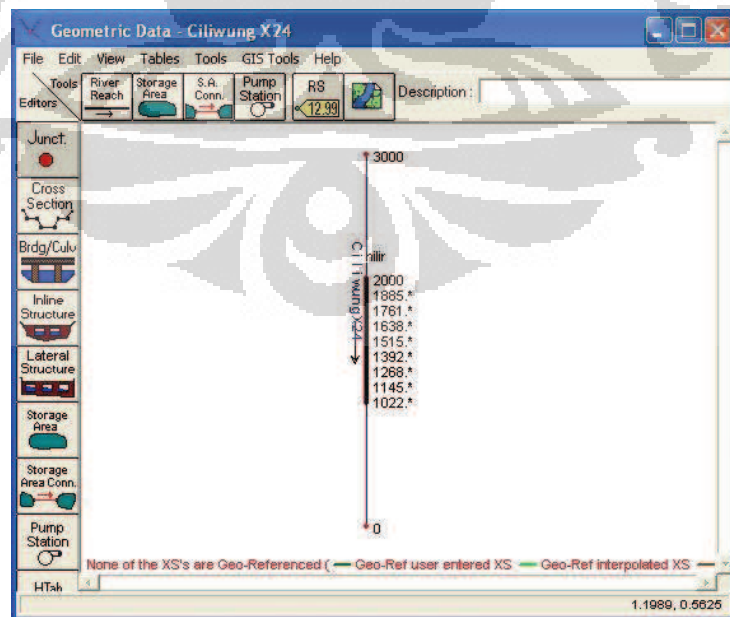 Geometric Data - Ciliwung X24
File Edit View Tables Tools GIS Tools Help
Tools
Editors
River Reach
Storage Area
S.A. Conn.
Pump Station
RS
12.99
Description :
Junct.
Cross Section
Brdg/Culv
Inline Structure
Lateral Structure
Storage Area
Storage Area Conn.
Pump Station
HTab
3000
CiliwungX24
hilir
2000
1885.*
1761.*
1638.*
1515.*
1392.*
1268.*
1145.*
1022.*
0
None of the XS's are Geo-Referenced ( Geo-Ref user entered XS Geo-Ref interpolated XS
1.1989, 0.5625